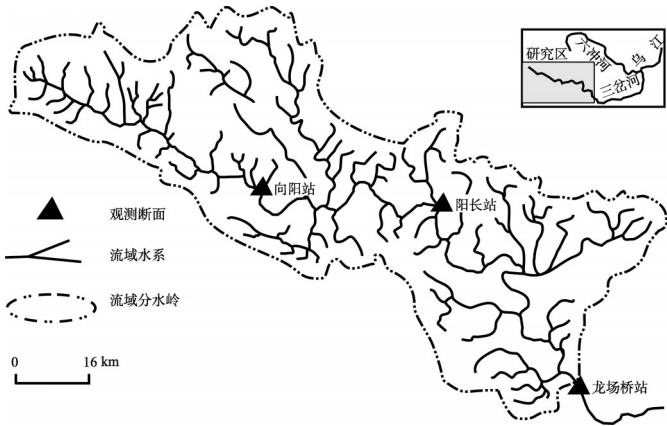 研究区
六冲河
乌江
三岔河
向阳站
阳长站
观测断面
流域水系
流域分水岭
0 16 km
龙场桥站